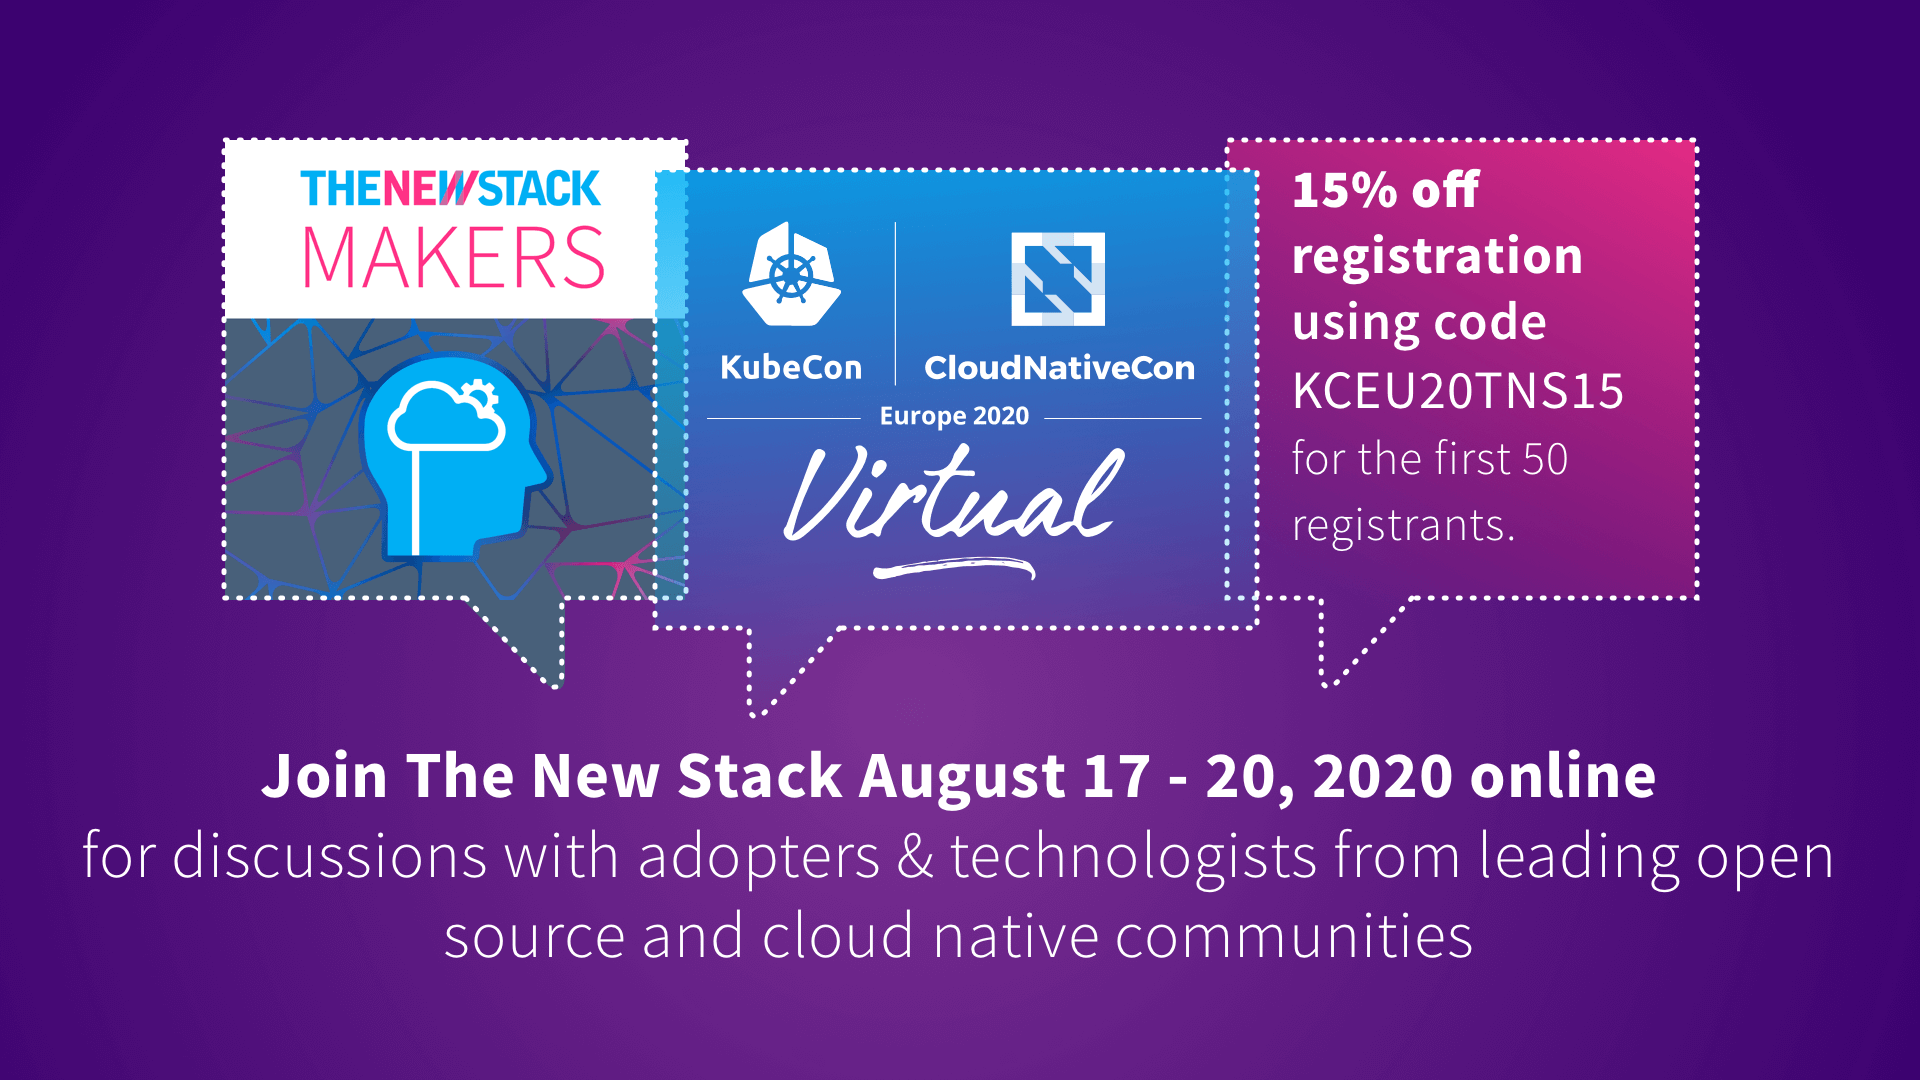 THENEWSTACK
MAKERS
KubeCon
CloudNativeCon
Europe 2020
Virtual
15% off
registration
using code
KCEU20TNS15
for the first 50
registrants.
Join The New Stack August 17 - 20, 2020 online
for discussions with adopters & technologists from leading open
source and cloud native communities